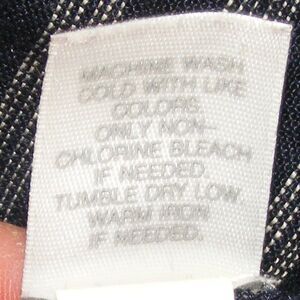 MACHINE WASH
COLD WITH LIKE
COLORS.
ONLY NON-
CHLORINE BLEACH
IF NEEDED.
TUMBLE DRY LOW.
WARM IRON
IF NEEDED.